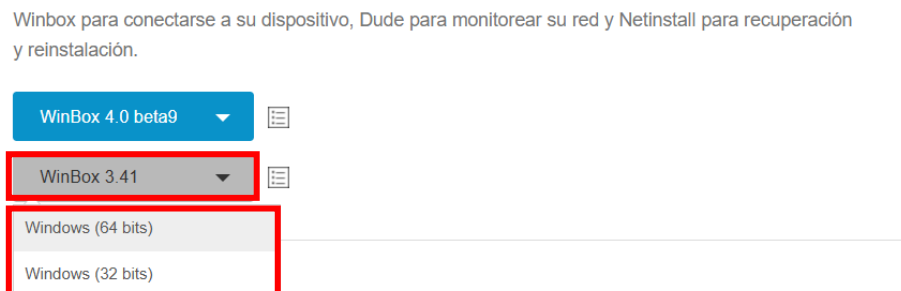 Winbox para conectarse a su dispositivo, Dude para monitorear su red y Netinstall para recuperación
y reinstalación.
WinBox 4.0 beta9
WinBox 3.41
Windows (64 bits)
Windows (32 bits)